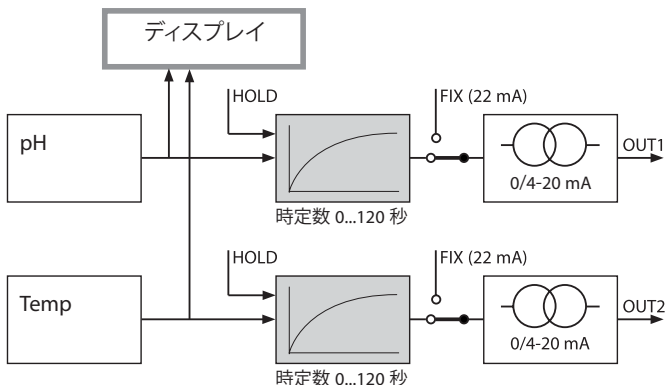 ディスプレイ
HOLD
FIX (22 mA)
pH
OUT1
0/4-20 mA
時定数 0...120 秒
HOLD
FIX (22 mA)
Temp
OUT2
0/4-20 mA
時定数 0...120 秒